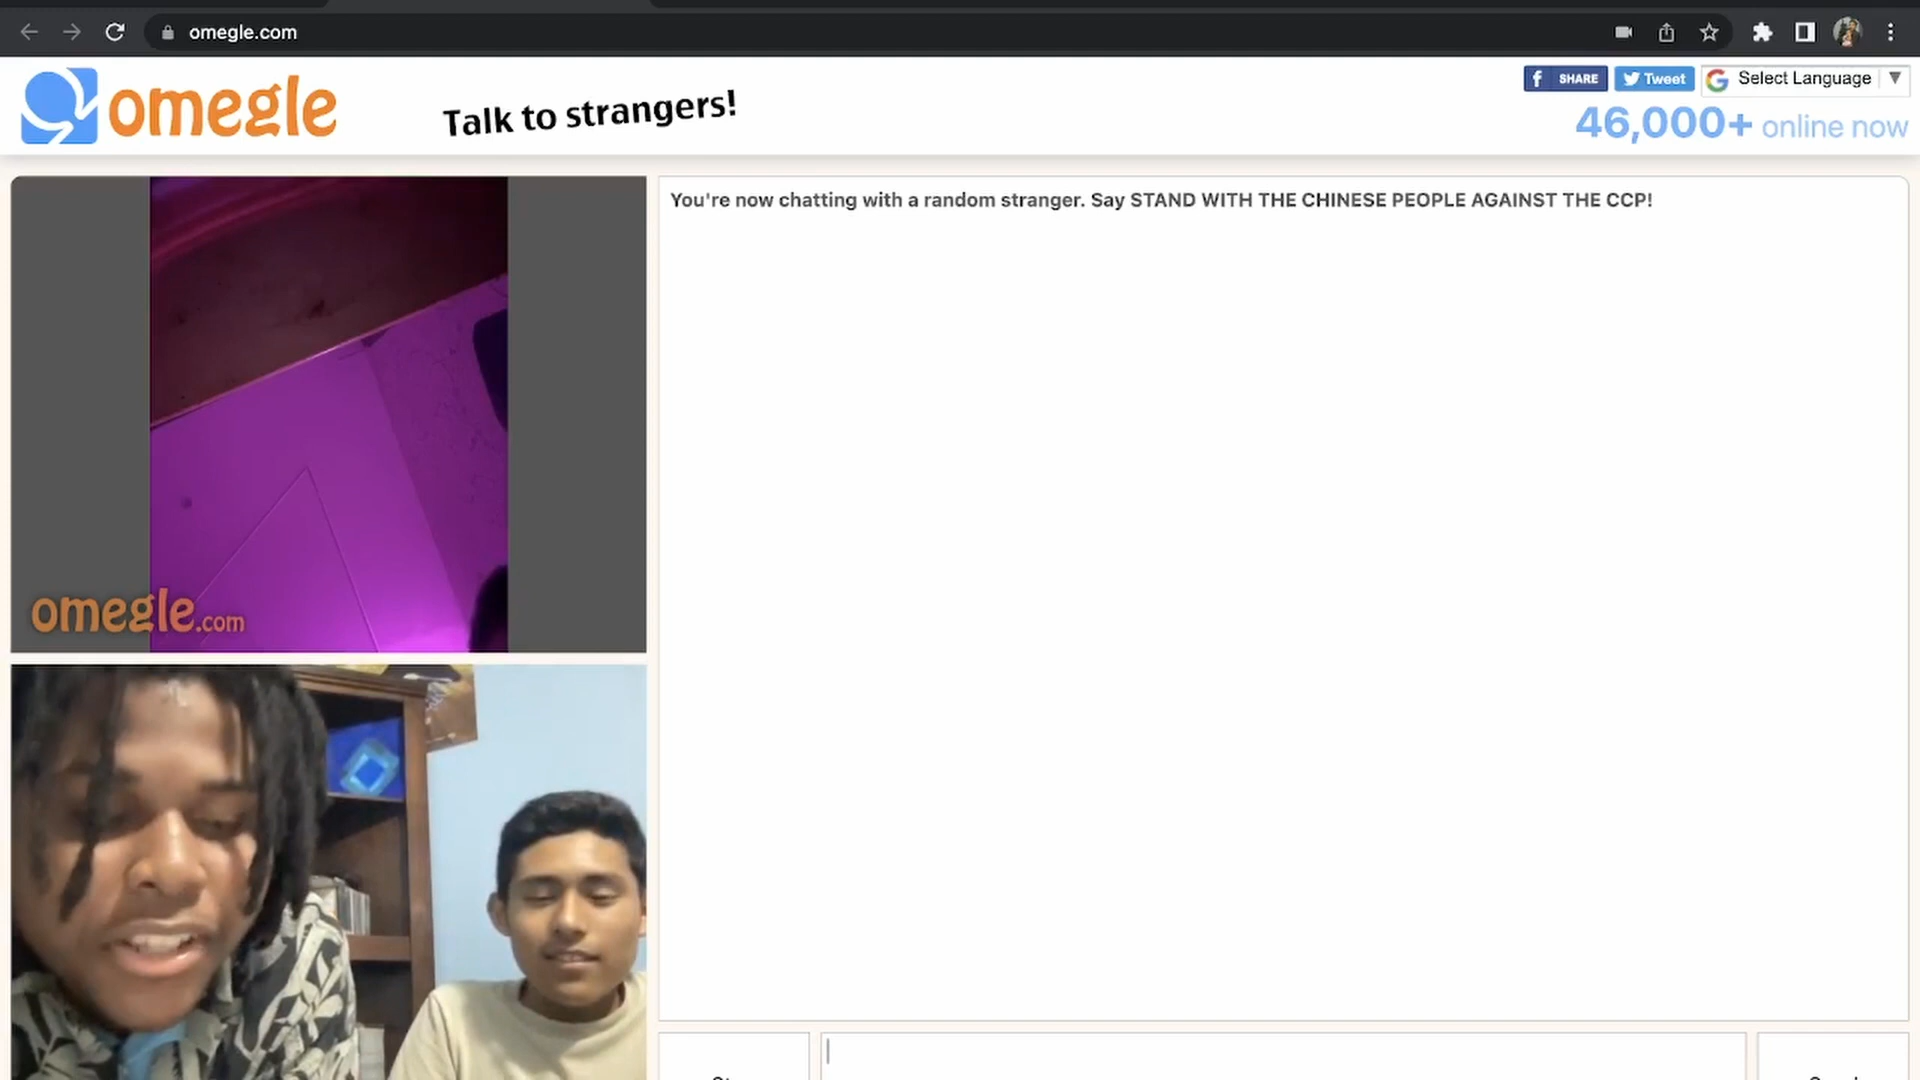 omegle.com
omegle
Talk to strangers!
SHARE
Tweet
Select Language
46,000+ online now
You're now chatting with a random stranger. Say STAND WITH THE CHINESE PEOPLE AGAINST THE CCP!
omegle.com